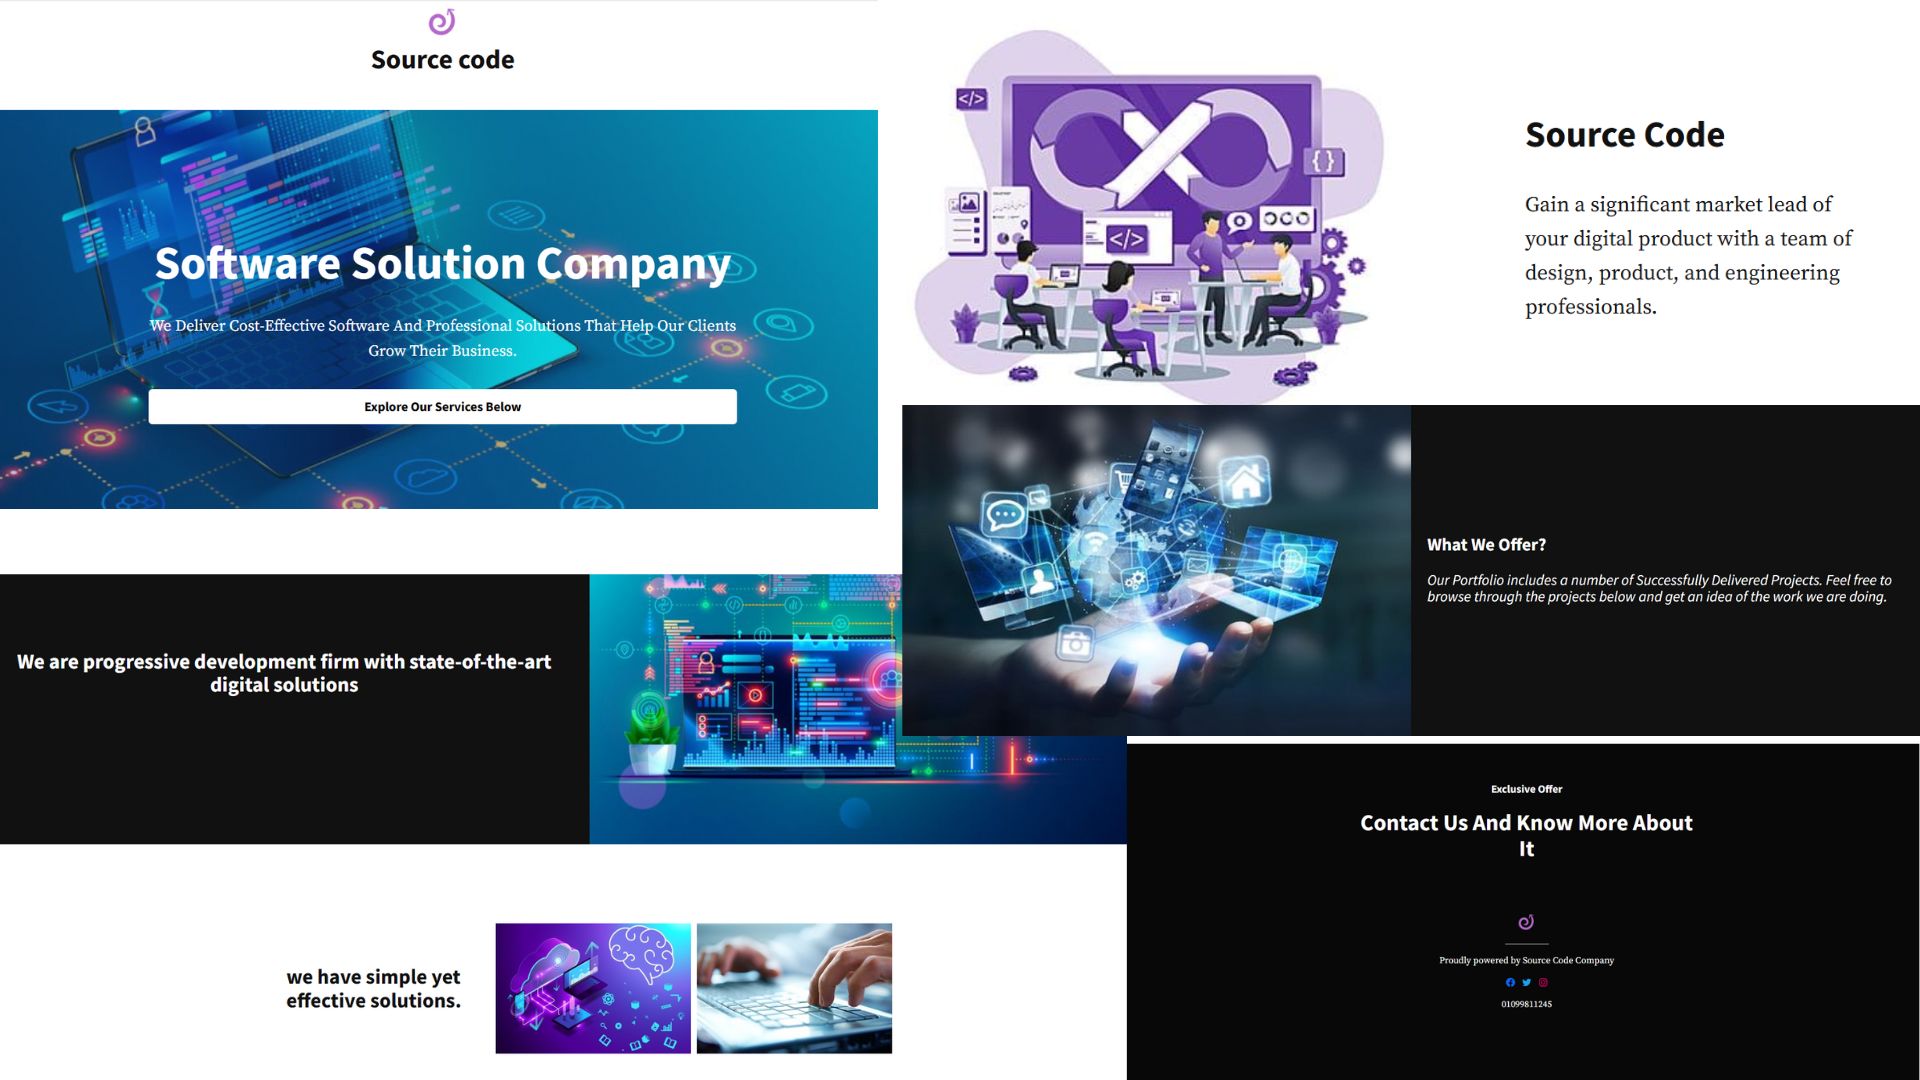 Source code
Software Solution Company
We Deliver Cost-Effective Software And Professional Solutions That Help Our Clients
Grow Their Business.
Explore Our Services Below
</>
{}
</>
Source Code
Gain a significant market lead of
your digital product with a team of
design, product, and engineering
professionals.
What We Offer?
Our Portfolio includes a number of Successfully Delivered Projects. Feel free to
browse through the projects below and get an idea of the work we are doing.
We are progressive development firm with state-of-the-art
digital solutions
we have simple yet
effective solutions.
Exclusive Offer
Contact Us And Know More About
It
Proudly powered by Source Code Company
01099811245